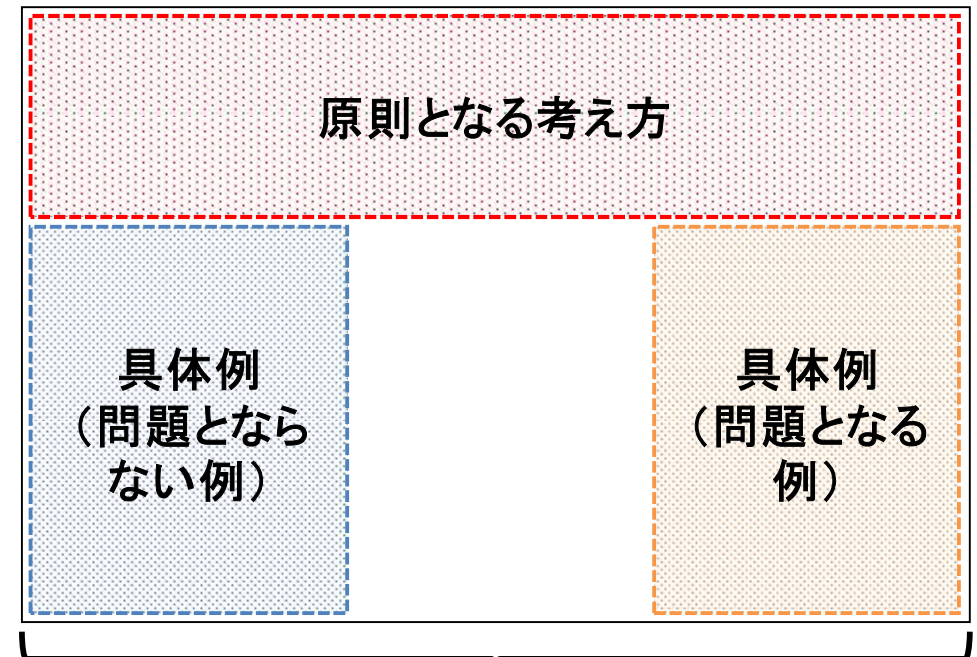 原則となる考え方
具体例
（問題となら
ない例）
具体例
（問題となる
例）